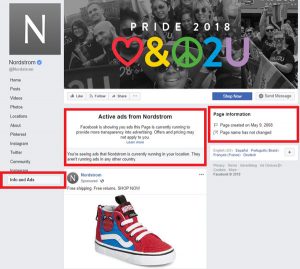 N
PRIDE 2018
&2U
Nordstrom
@Nordstrom
Home
Posts
Videos
Photos
Locations
About
Pinterest
Instagram
Twitter
Community
Instagram
Info and Ads
Like
Follow
Share
Shop Now
Send Message
Active ads from Nordstrom
Facebook is showing you ads this Page is currently running
to provide more transparency into advertising. Offers and pricing may
not apply to you.
Learn more
You're seeing ads that Nordstrom is currently running in your location. They
aren't running ads in any other country.
N
Nordstrom
Sponsored
Free shipping. Free returns. SHOP NOW!
Page information
Page created on May 9, 2008
Page name has not changed
English (US) · Español · Português (Brasil) ·
Français (France) · Deutsch
Privacy · Terms · Advertising · Ad Choices
Cookies · More
Facebook © 2018